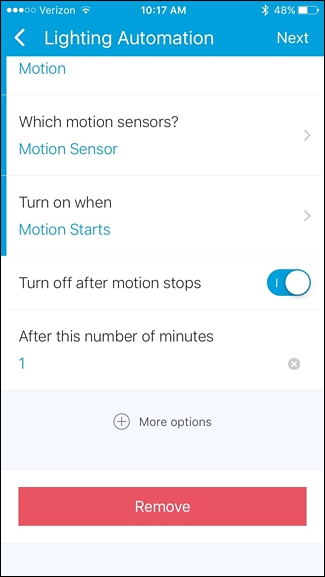 Verizon 10:17 AM 48%
Lighting Automation Next
Motion
Which motion sensors?
Motion Sensor
Turn on when
Motion Starts
Turn off after motion stops
After this number of minutes
1
More options
Remove